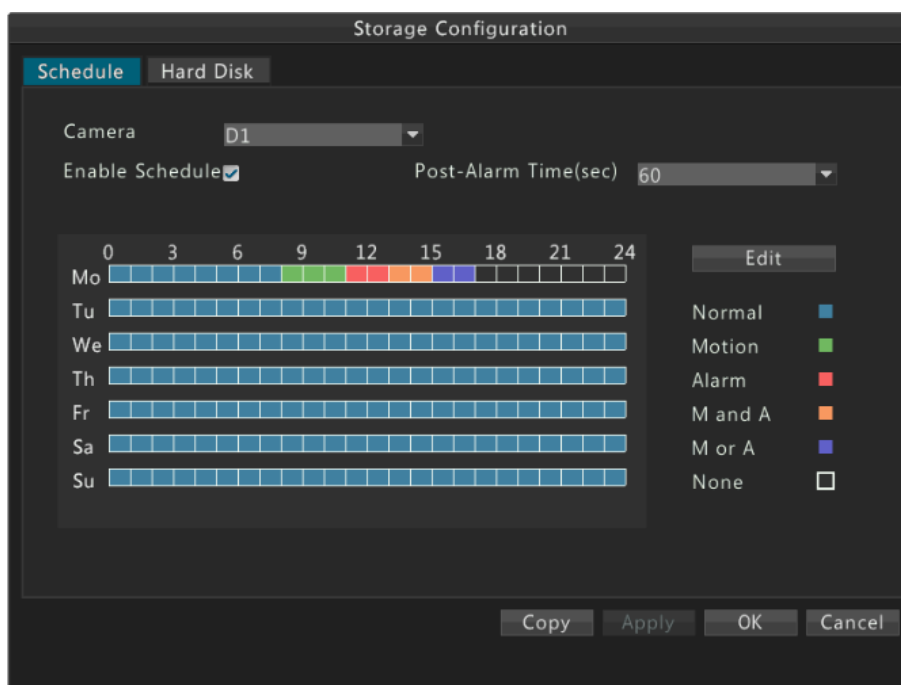 Storage Configuration
Schedule Hard Disk
Camera D1
Enable Schedule Post-Alarm Time(sec) 60
0 3 6 9 12 15 18 21 24
Edit
Mo
Tu Normal
We Motion
Th Alarm
Fr M and A
Sa M or A
Su None
Copy Apply OK Cancel